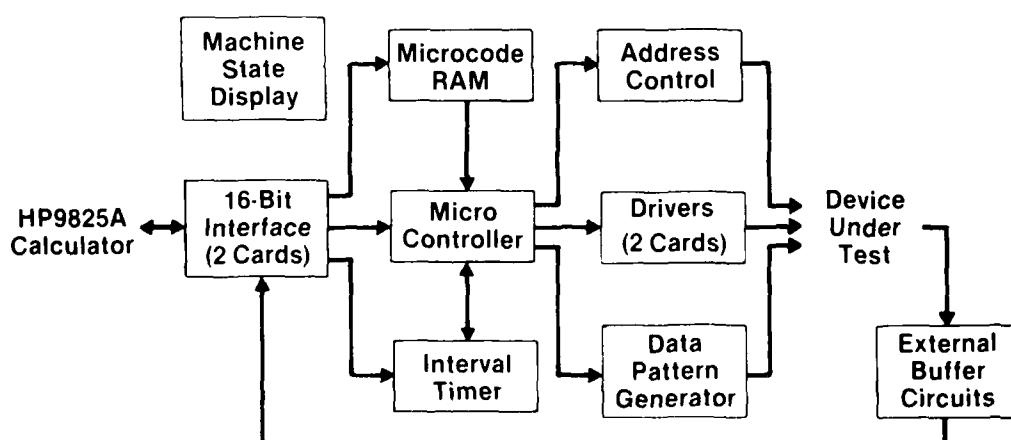 Machine
State
Display
Microcode
RAM
Address
Control
HP9825A
Calculator
16-Bit
Interface
(2 Cards)
Micro
Controller
Drivers
(2 Cards)
Device
Under
Test
Interval
Timer
Data
Pattern
Generator
External
Buffer
Circuits